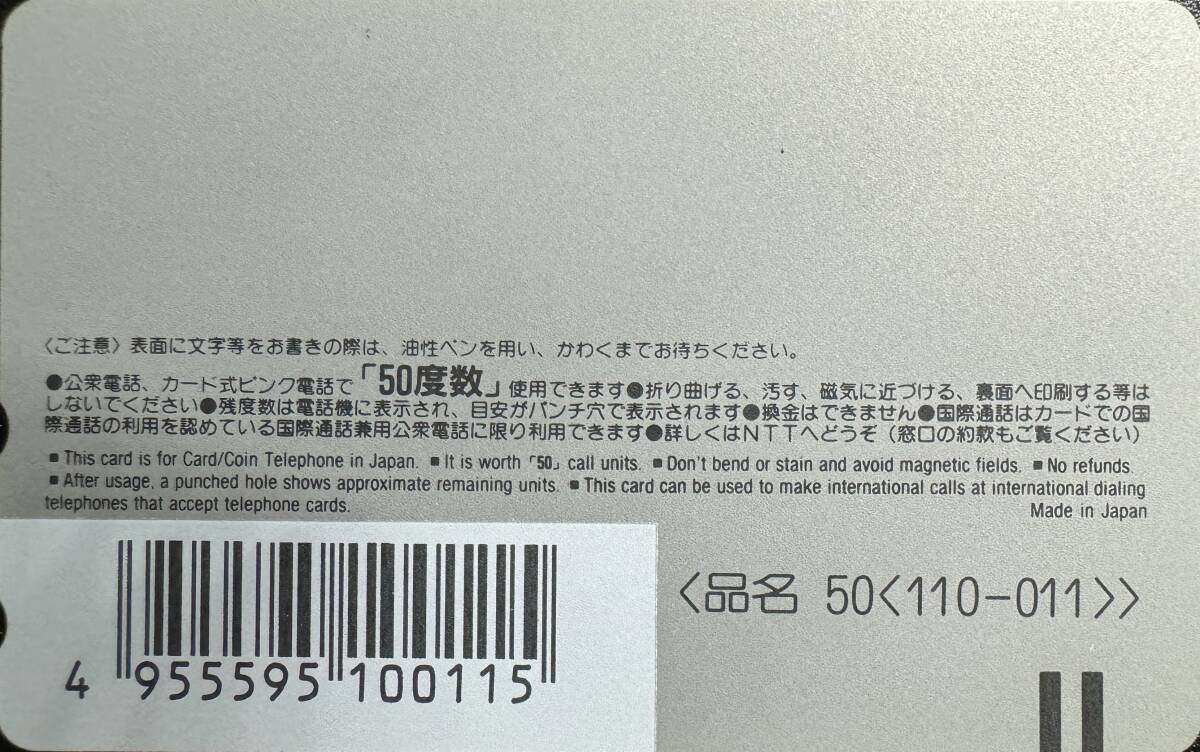 〈ご注意〉表面に文字等をお書きの際は、油性ペンを用い、かわくまでお待ちください。
●公衆電話、カード式ピンク電話で「50度数」使用できます●折り曲げる、汚す、磁気に近づける、裏面へ印刷する等は
しないでください●残度数は電話機に表示され、目安がパンチ穴で表示されます●換金はできません●国際通話はカードでの国
際通話の利用を認めている国際通話兼用公衆電話に限り利用できます●詳しくはNTTへどうぞ(窓口の約款もご覧ください)
■This card is for Card/Coin Telephone in Japan. ■It is worth「50」call units. ■Don't bend or stain and avoid magnetic fields. ■No refunds.
■After usage, a punched hole shows approximate remaining units. ■This card can be used to make international calls at international dialing
telephones that accept telephone cards.
Made in Japan
〈品名 50〈110-011〉〉
4 955595 100115